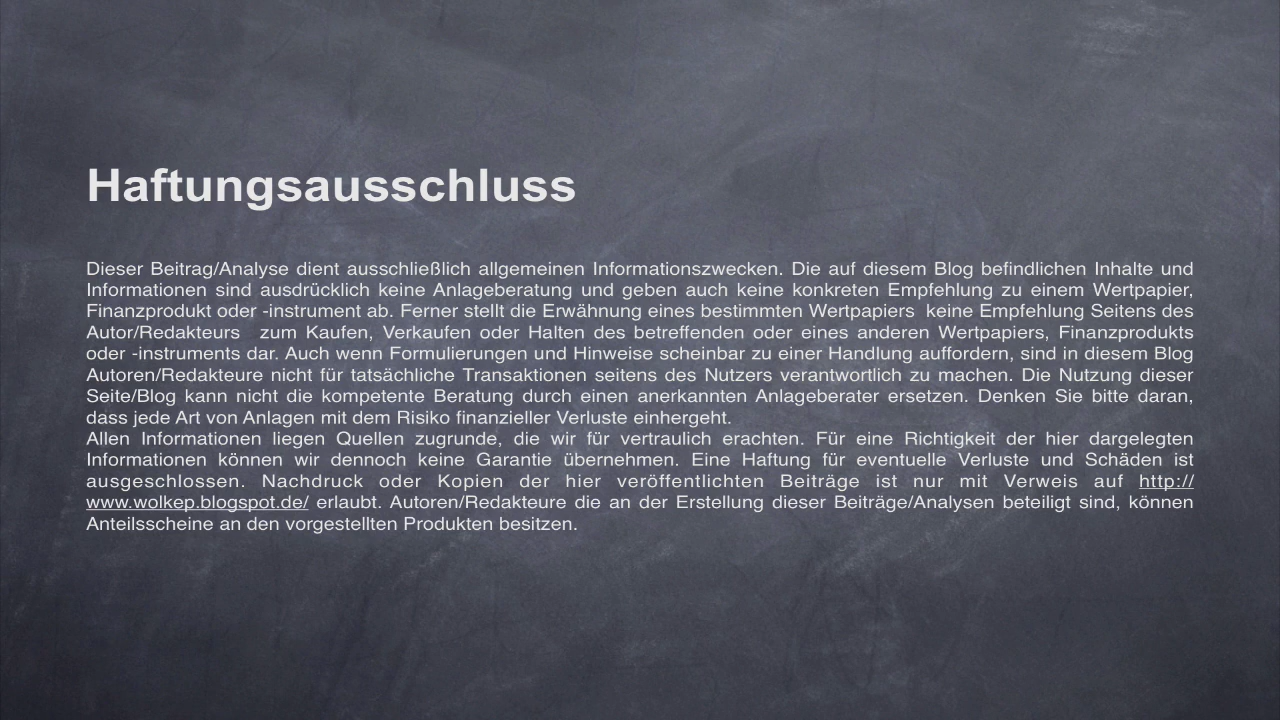 Haftungsausschluss
Dieser Beitrag/Analyse dient ausschließlich allgemeinen Informationszwecken. Die auf diesem Blog befindlichen Inhalte und
Informationen sind ausdrücklich keine Anlageberatung und geben auch keine konkreten Empfehlung zu einem Wertpapier,
Finanzprodukt oder -instrument ab. Ferner stellt die Erwähnung eines bestimmten Wertpapiers keine Empfehlung Seitens des
Autor/Redakteurs zum Kaufen, Verkaufen oder Halten des betreffenden oder eines anderen Wertpapiers, Finanzprodukts
oder -instruments dar. Auch wenn Formulierungen und Hinweise scheinbar zu einer Handlung auffordern, sind in diesem Blog
Autoren/Redakteure nicht für tatsächliche Transaktionen seitens des Nutzers verantwortlich zu machen. Die Nutzung dieser
Seite/Blog kann nicht die kompetente Beratung durch einen anerkannten Anlageberater ersetzen. Denken Sie bitte daran,
dass jede Art von Anlagen mit dem Risiko finanzieller Verluste einhergeht.
Allen Informationen liegen Quellen zugrunde, die wir für vertraulich erachten. Für eine Richtigkeit der hier dargelegten
Informationen können wir dennoch keine Garantie übernehmen. Eine Haftung für eventuelle Verluste und Schäden ist
ausgeschlossen. Nachdruck oder Kopien der hier veröffentlichten Beiträge ist nur mit Verweis auf http://
www.wolkep.blogspot.de/ erlaubt. Autoren/Redakteure die an der Erstellung dieser Beiträge/Analysen beteiligt sind, können
Anteilsscheine an den vorgestellten Produkten besitzen.